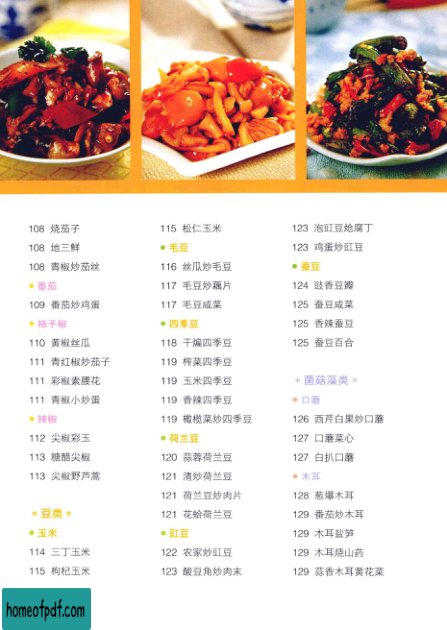 108 烧茄子
108 地三鲜
108 青椒炒茄丝
番茄
109 番茄炒鸡蛋
柿子椒
110 黄椒丝瓜
111 青红椒炒茄子
111 彩椒素腰花
111 青椒小炒蛋
辣椒
112 尖椒彩玉
113 糖醋尖椒
113 尖椒野芦蒿
豆类
玉米
114 三丁玉米
115 枸杞玉米
115 松仁玉米
毛豆
116 丝瓜炒毛豆
117 毛豆炒藕片
117 毛豆咸菜
四季豆
118 干煸四季豆
119 榨菜四季豆
119 玉米四季豆
119 香辣四季豆
119 橄榄菜炒四季豆
荷兰豆
120 蒜蓉荷兰豆
121 清炒荷兰豆
121 荷兰豆炒肉片
121 花蛤荷兰豆
豇豆
122 农家炒豇豆
123 酸豆角炒肉末
123 泡豇豆炝腐丁
123 鸡蛋炒豇豆
蚕豆
124 豉香豆瓣
125 蚕豆咸菜
125 香辣蚕豆
125 蚕豆百合
菌菇藻类
口蘑
126 西芹白果炒口蘑
127 口蘑菜心
127 白扒口蘑
木耳
128 葱爆木耳
129 番茄炒木耳
129 木耳盐笋
129 木耳烧山药
129 蒜香木耳黄花菜
homeofpdf.com